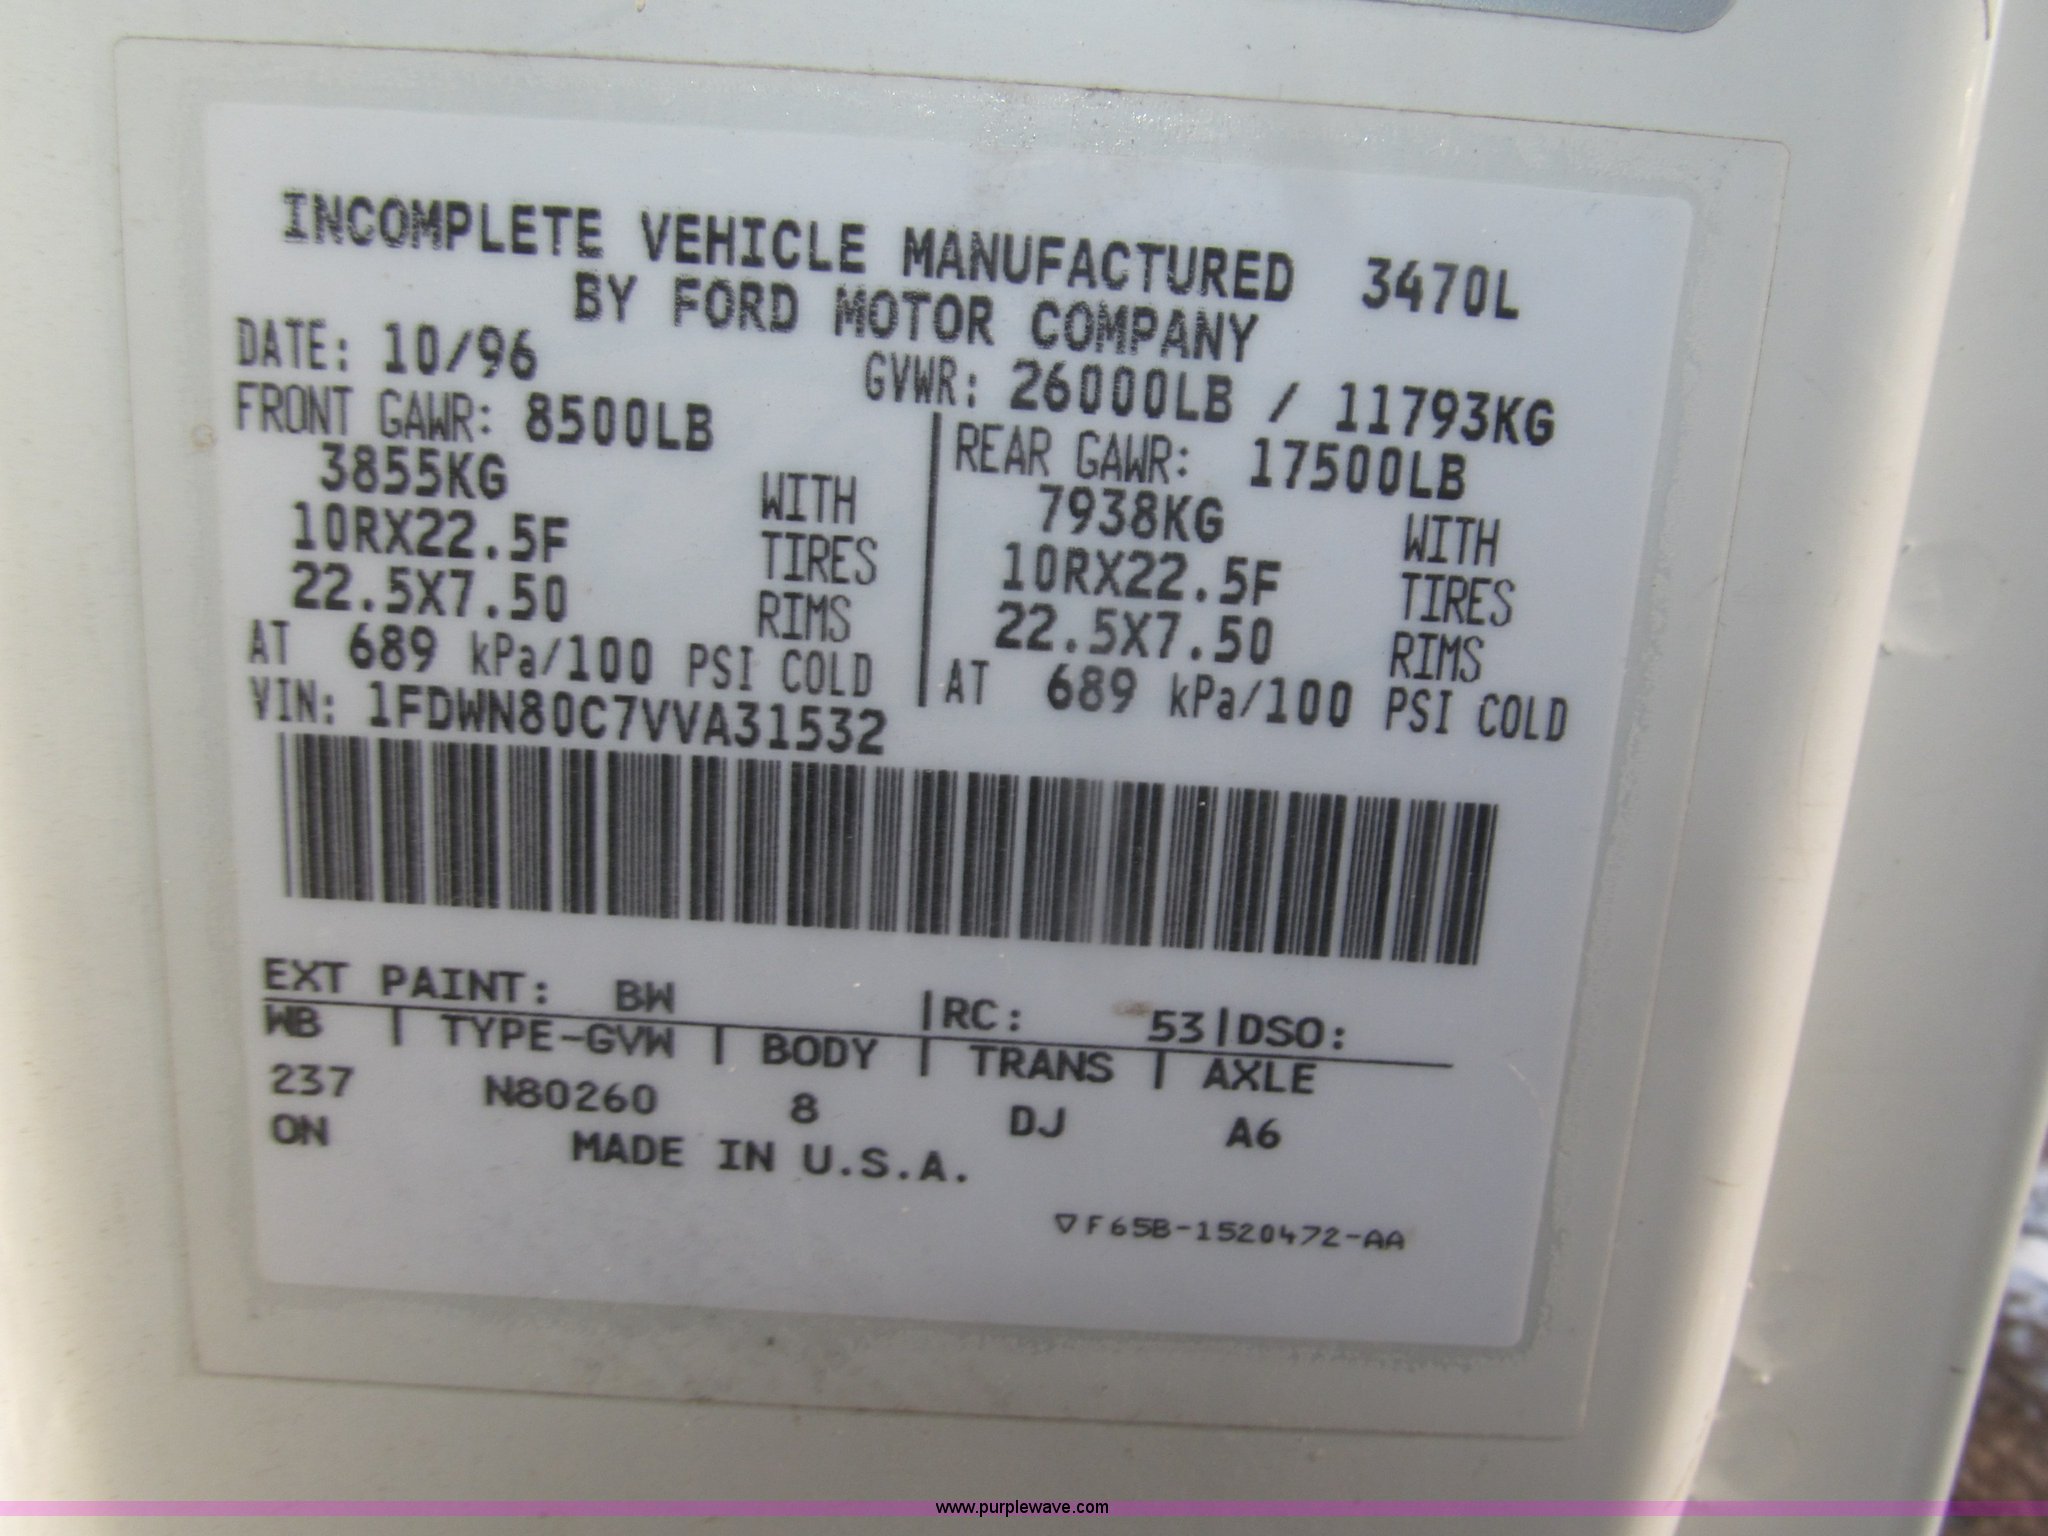 INCOMPLETE VEHICLE MANUFACTURED 3470L
BY FORD MOTOR COMPANY
DATE: 10/96 GVWR: 26000LB / 11793KG
FRONT GAWR: 8500LB REAR GAWR: 17500LB
3855KG WITH 7938KG WITH
10RX22.5F TIRES 10RX22.5F TIRES
22.5X7.50 RIMS 22.5X7.50 RIMS
AT 689 kPa/100 PSI COLD AT 689 kPa/100 PSI COLD
VIN: 1FDWN80C7VVA31532
EXT PAINT: BW |RC: 53|DSO:
WB | TYPE-GVW | BODY | TRANS | AXLE
237 N80260 8 DJ A6
ON MADE IN U.S.A.
▽F65B-1520472-AA
www.purplewave.com